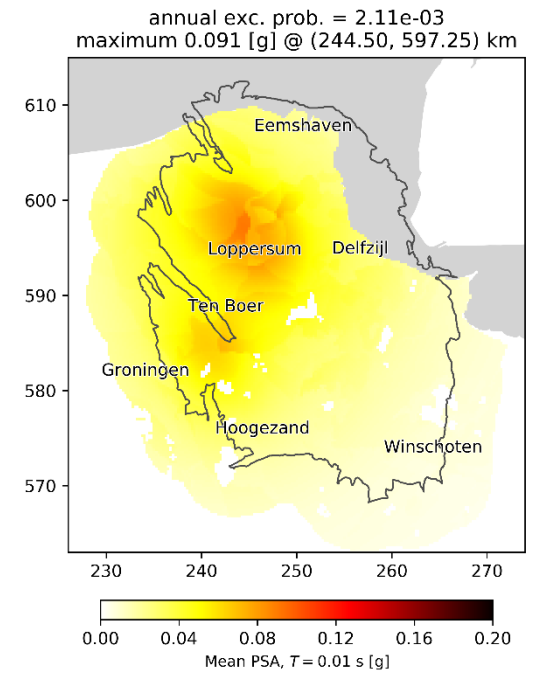 annual exc. prob. = 2.11e-03
maximum 0.091 [g] @ (244.50, 597.25) km
610
Eemshaven
600
Loppersum
Delfzijl
590
Ten Boer
Groningen
580
Hoogezand
Winschoten
570
230
240
250
260
270
0.00
0.04
0.08
0.12
0.16
0.20
Mean PSA, T = 0.01 s [g]